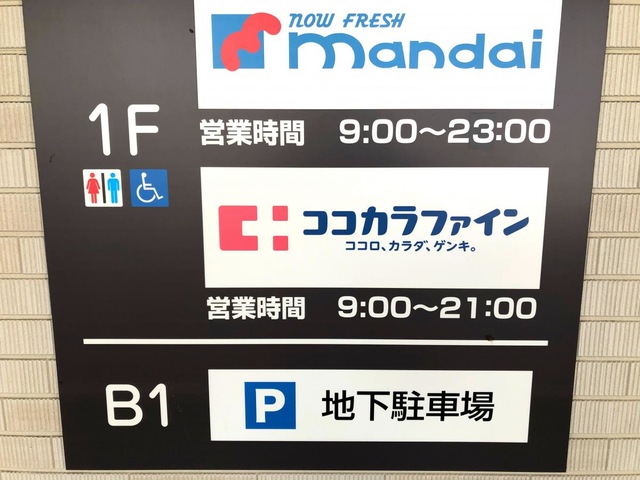 NOW FRESH
mandai
1F
営業時間 9:00〜23:00
ココカラファイン
ココロ、カラダ、ゲンキ。
営業時間 9:00〜21:00
B1
P 地下駐車場